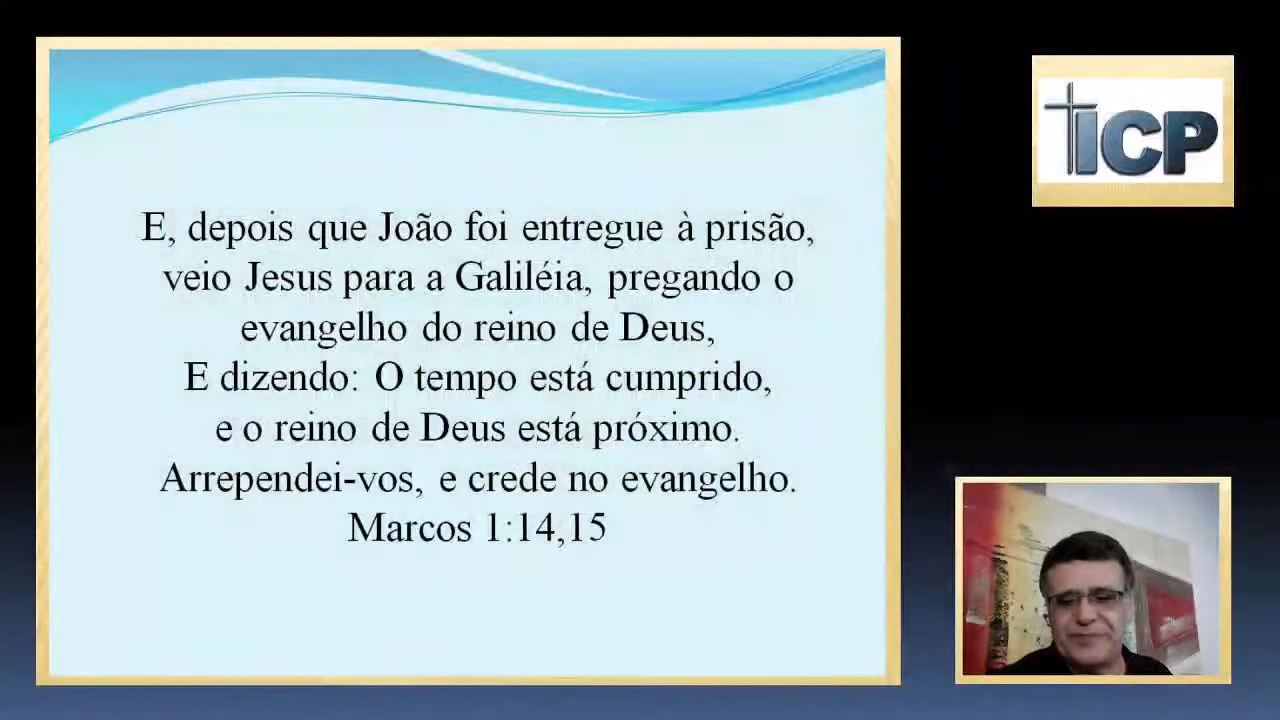 E, depois que João foi entregue à prisão,
veio Jesus para a Galiléia, pregando o
evangelho do reino de Deus,
E dizendo: O tempo está cumprido,
e o reino de Deus está próximo.
Arrependei-vos, e crede no evangelho.
Marcos 1:14,15
ICP